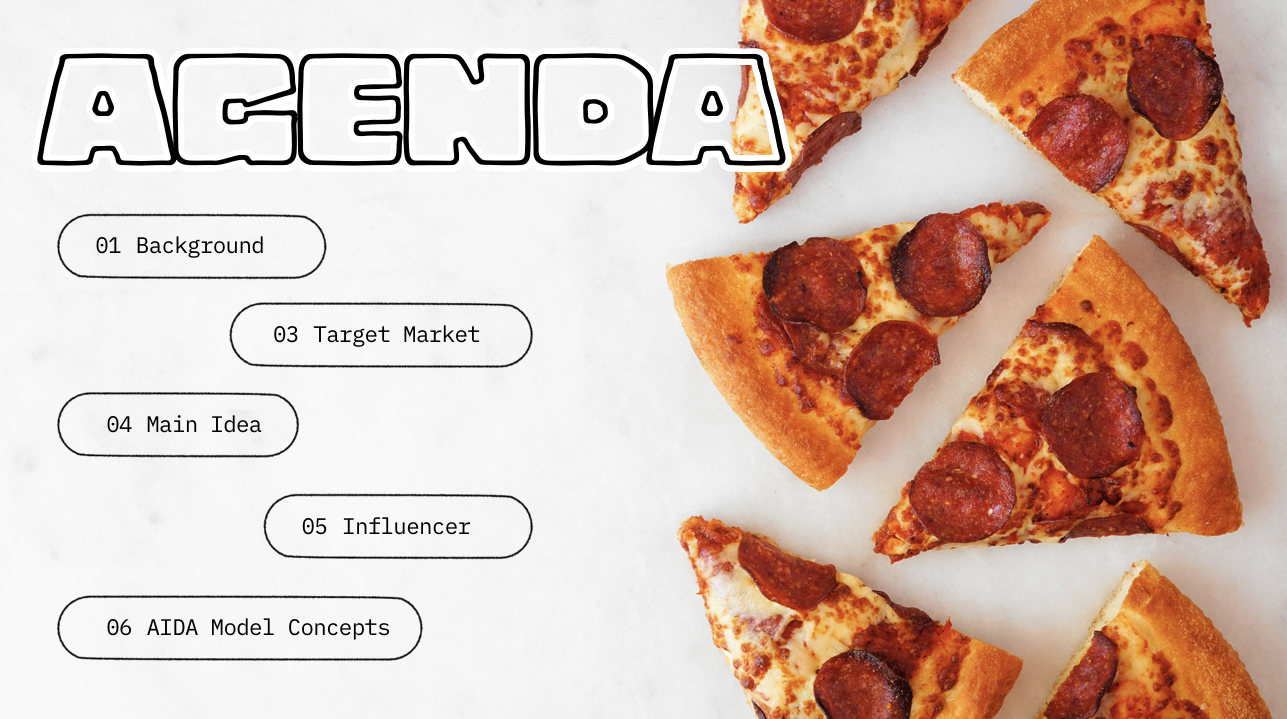 AGENDA
01 Background
03 Target Market
04 Main Idea
05 Influencer
06 AIDA Model Concepts